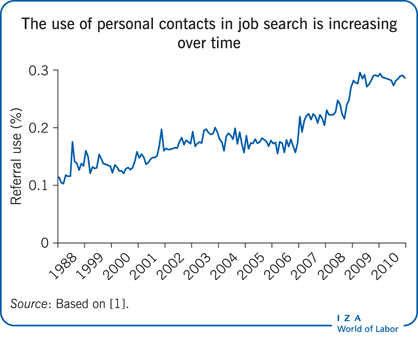 The use of personal contacts in job search is increasing
over time
Referral use (%)
0.3
0.2
0.1
0
1988
1999
2000
2001
2002
2003
2004
2005
2006
2007
2008
2009
2010
Source: Based on [1].
I Z A
World of Labor